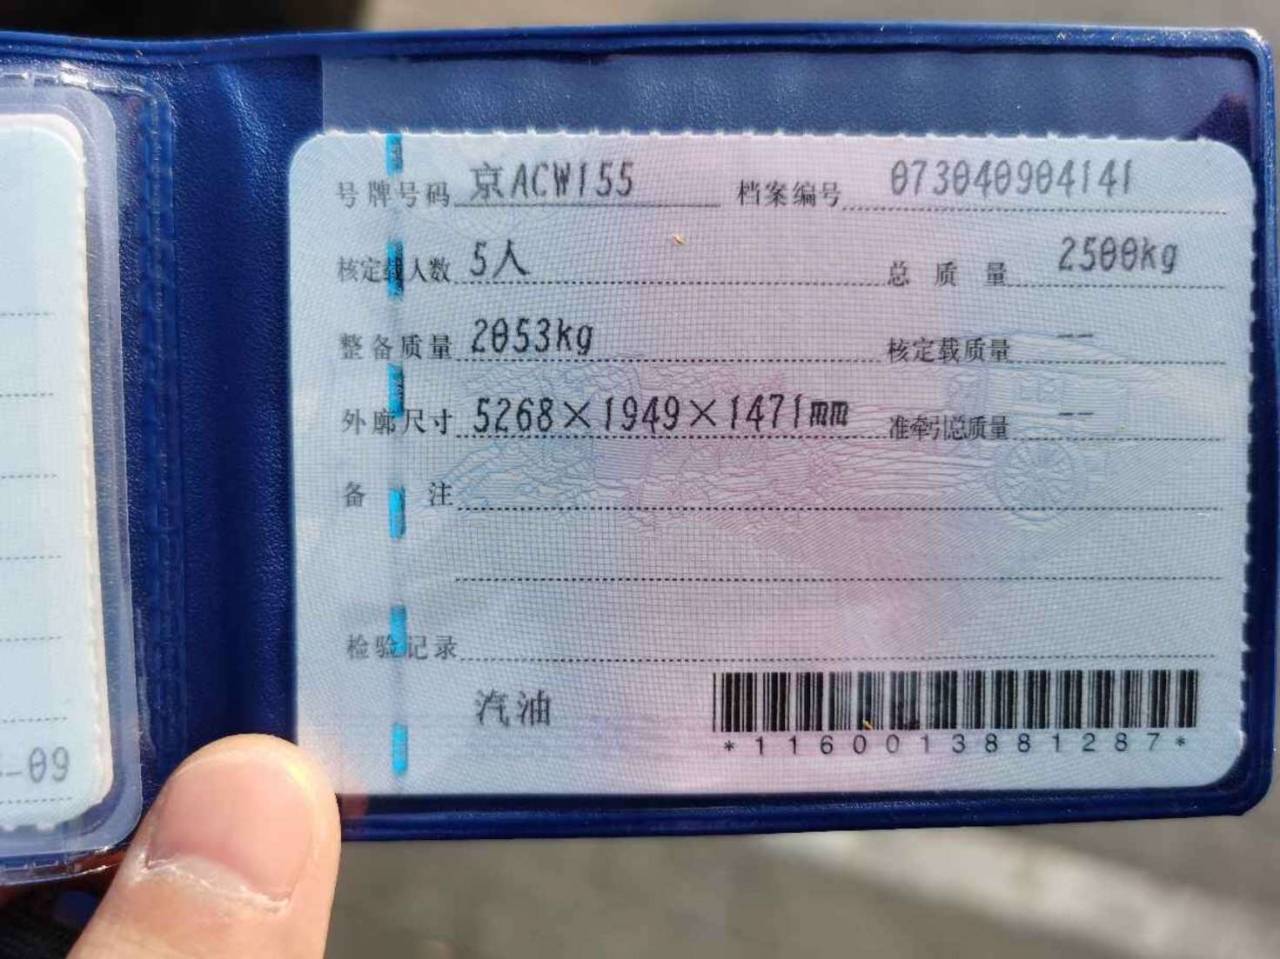 号牌号码 京ACW155 档案编号 073040904141
核定载人数 5人 总质量 2500kg
整备质量 2053kg 核定载质量 --
外廓尺寸 5268×1949×1471mm 准牵引总质量 --
备注
检验记录
汽油
*1160013881287*
-09